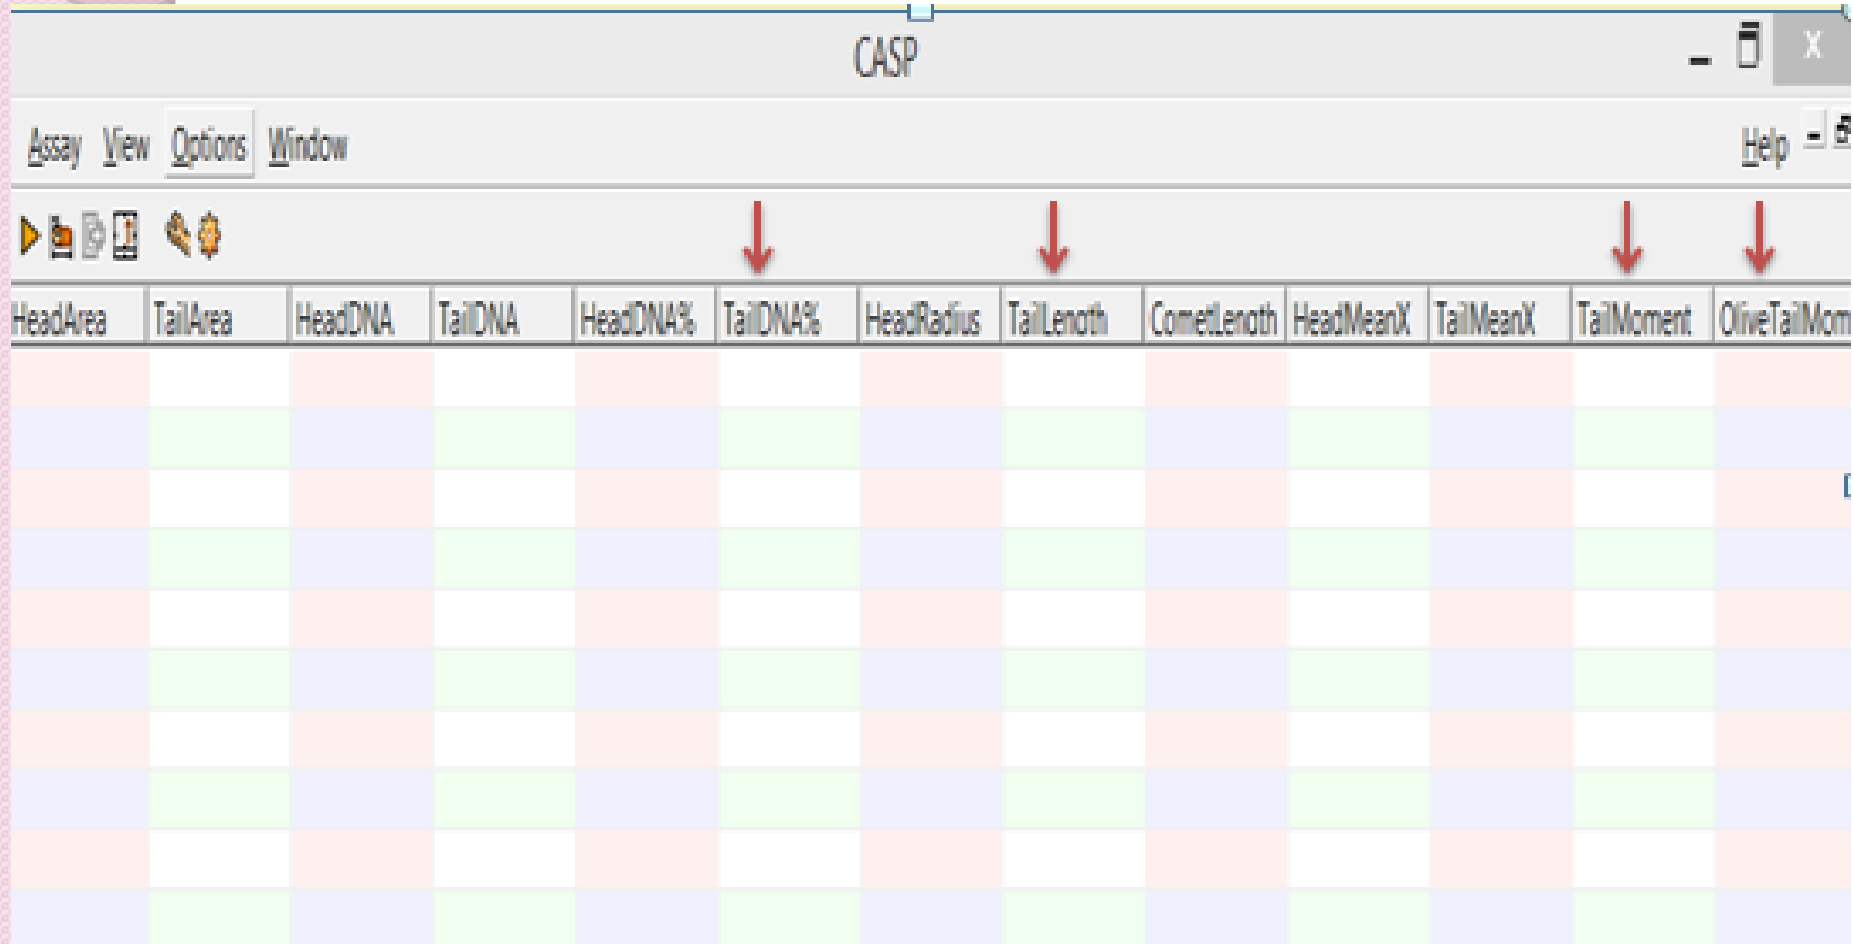 CASP
Assay View Options Window Help
HeadArea TailArea HeadDNA TailDNA HeadDNA% TailDNA% HeadRadius TailLength CometLength HeadMeanX TailMeanX TailMoment OliveTailMom